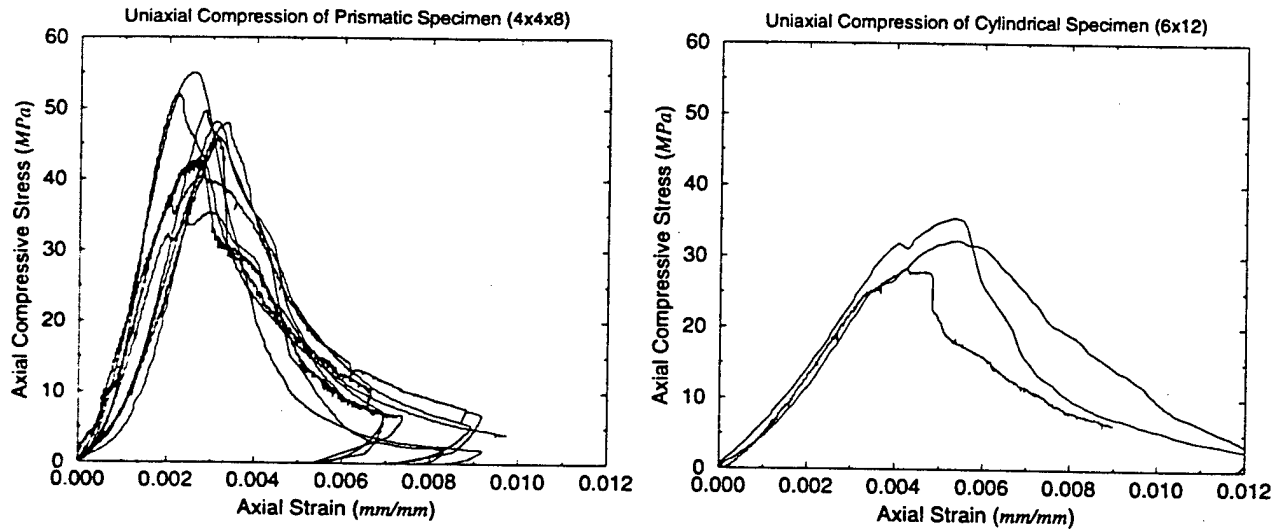 Uniaxial Compression of Prismatic Specimen (4x4x8)
60
50
40
30
20
10
0
Axial Compressive Stress (MPa)
0.000 0.002 0.004 0.006 0.008 0.010 0.012
Axial Strain (mm/mm)
Uniaxial Compression of Cylindrical Specimen (6x12)
60
50
40
30
20
10
0
Axial Compressive Stress (MPa)
0.000 0.002 0.004 0.006 0.008 0.010 0.012
Axial Strain (mm/mm)